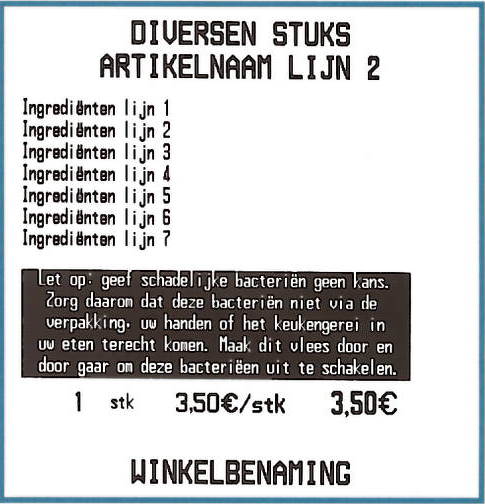 DIVERSEN STUKS
ARTIKELNAAM LIJN 2
Ingrediënten lijn 1
Ingrediënten lijn 2
Ingrediënten lijn 3
Ingrediënten lijn 4
Ingrediënten lijn 5
Ingrediënten lijn 6
Ingrediënten lijn 7
Let op: geef schadelijke bacteriën geen kans.
Zorg daarom dat deze bacteriën niet via de
verpakking, uw handen of het keukengerei in
uw eten terecht komen. Maak dit vlees door en
door gaar om deze bacterieën uit te schakelen.
1 stk 3,50€/stk 3,50€
WINKELBENAMING